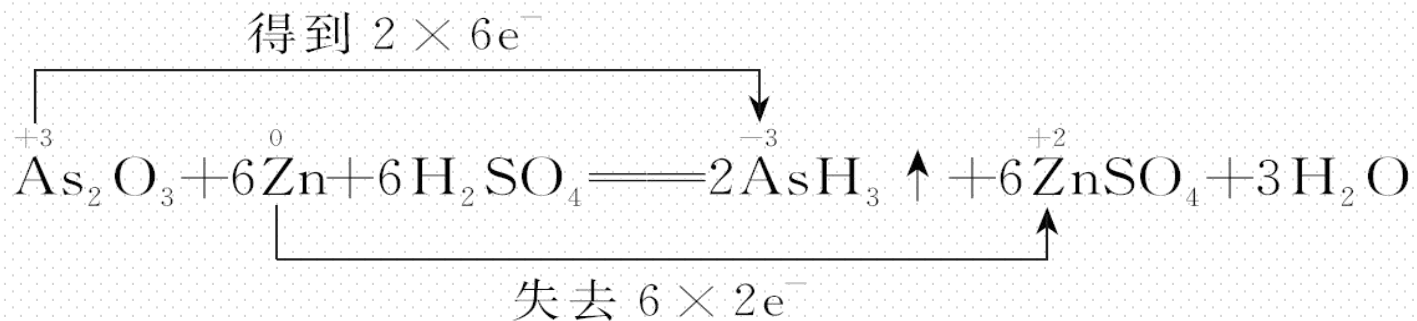 得到 2 × 6e⁻
+3 0 -3 +2
As₂O₃+6Zn+6H₂SO₄══2AsH₃↑+6ZnSO₄+3H₂O
失去 6 × 2e⁻